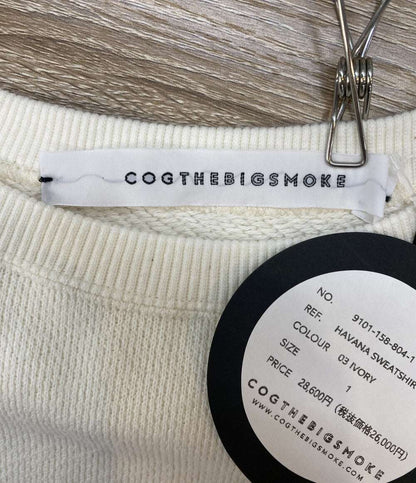 COGTHEBIGSMOKE
NO. 9101-158-804-1
REF. HAVANA SWEATSHIR
COLOUR 03 IVORY
SIZE 1
PRICE 28,600円 (税抜価格26,000円)
COGTHEBIGSMOKE
WWW.COGTHEBIGSMOKE.COM